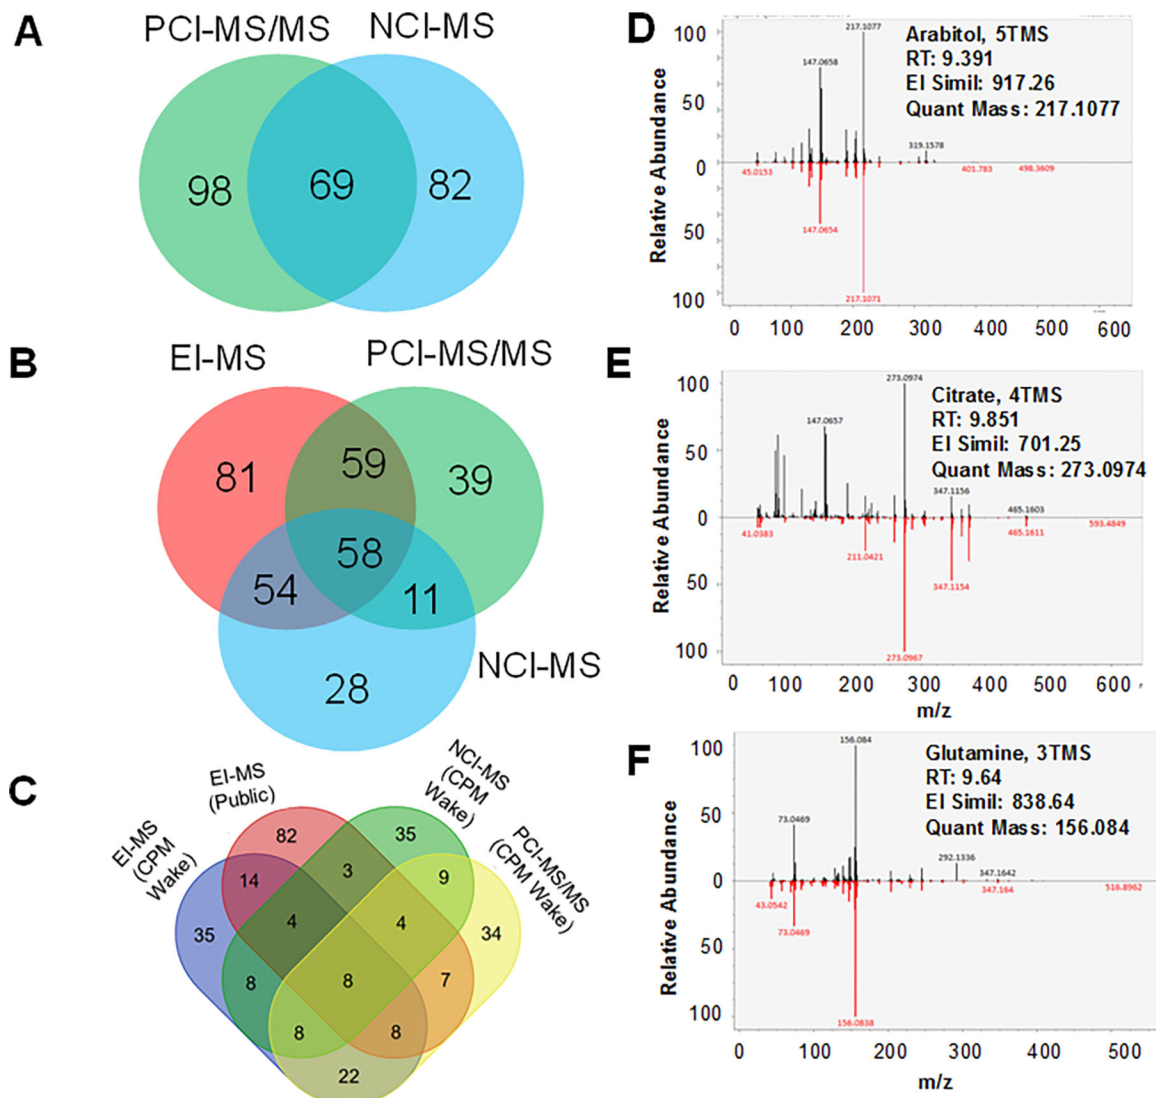 A
PCI-MS/MS
NCI-MS
98
69
82
B
EI-MS
PCI-MS/MS
81
59
39
58
54
11
NCI-MS
28
C
EI-MS
(CPM
Wake)
EI-MS
(Public)
NCI-MS
(CPM
Wake)
PCI-MS/MS
(CPM Wake)
82
35
14
3
9
35
4
4
34
8
8
7
8
8
22
D
Relative Abundance
100
50
0
50
100
217.1077
147.0658
319.1578
45.0153
401.783
498.3609
147.0654
217.1071
Arabitol, 5TMS
RT: 9.391
EI Simil: 917.26
Quant Mass: 217.1077
0 100 200 300 400 500 600
E
Relative Abundance
100
50
0
50
100
273.0974
147.0657
347.1156
465.1603
41.0383
211.0421
465.1611
593.4849
347.1154
273.0967
Citrate, 4TMS
RT: 9.851
EI Simil: 701.25
Quant Mass: 273.0974
0 100 200 300 400 500 600
m/z
F
Relative Abundance
100
50
0
50
100
156.084
73.0469
292.1336
347.1642
43.0542
347.164
516.8962
73.0469
156.0838
Glutamine, 3TMS
RT: 9.64
EI Simil: 838.64
Quant Mass: 156.084
0 100 200 300 400 500
m/z